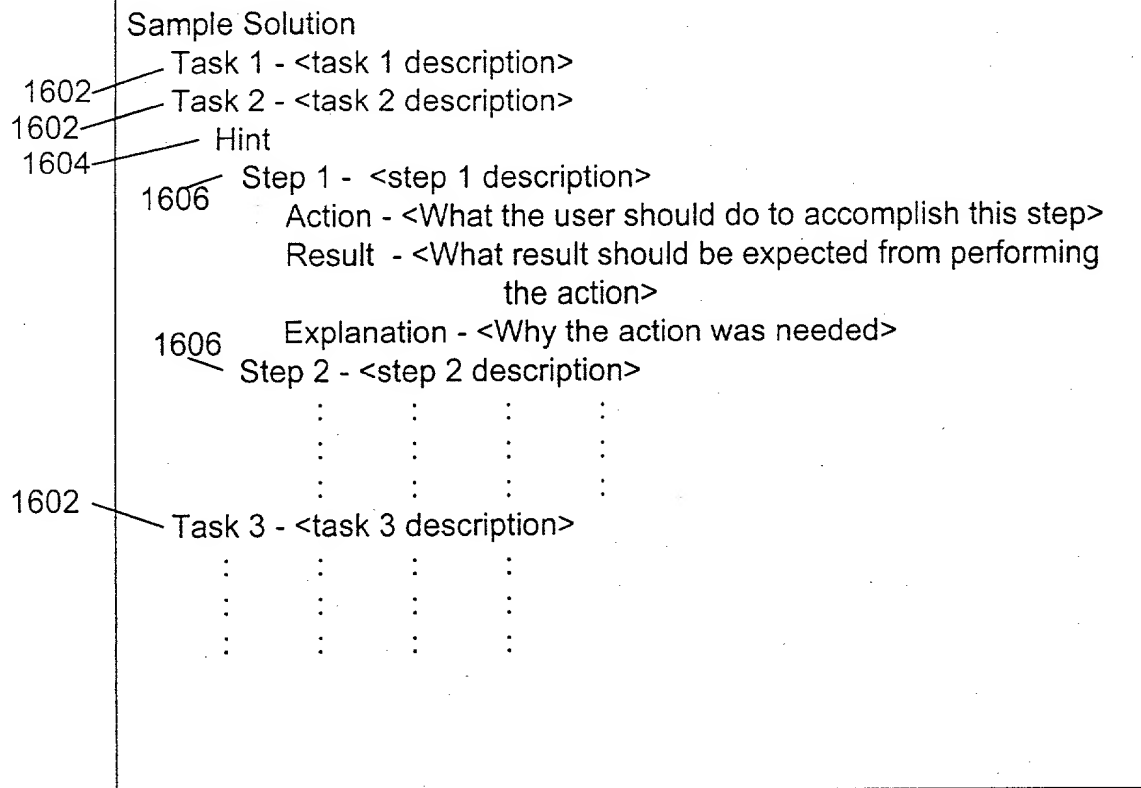 Sample Solution
1602 Task 1 - <task 1 description>
1602 Task 2 - <task 2 description>
1604 Hint
1606 Step 1 - <step 1 description>
Action - <What the user should do to accomplish this step>
Result - <What result should be expected from performing
the action>
Explanation - <Why the action was needed>
1606 Step 2 - <step 2 description>
: : : :
: : : :
: : : :
1602 Task 3 - <task 3 description>
: : : :
: : : :
: : : :